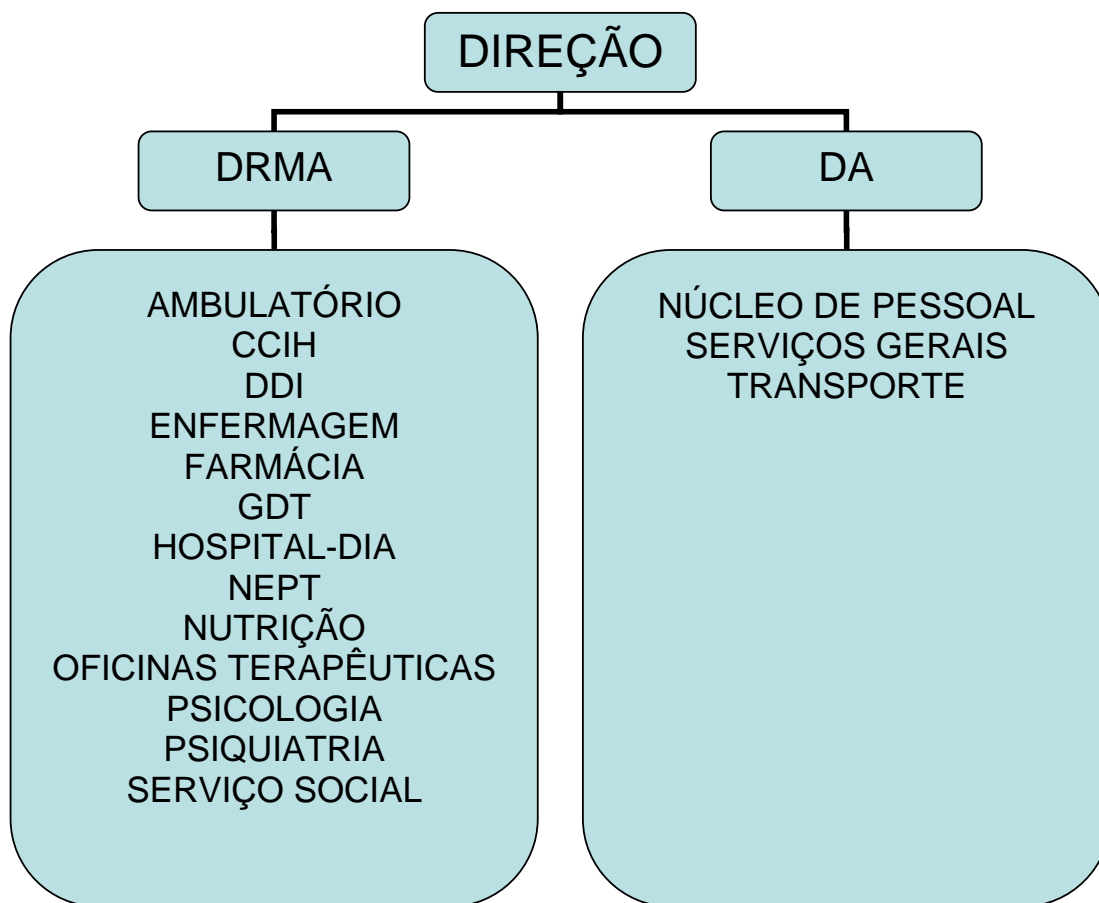 DIREÇÃO
DRMA
DA
AMBULATÓRIO
CCIH
DDI
ENFERMAGEM
FARMÁCIA
GDT
HOSPITAL-DIA
NEPT
NUTRIÇÃO
OFICINAS TERAPÊUTICAS
PSICOLOGIA
PSIQUIATRIA
SERVIÇO SOCIAL
NÚCLEO DE PESSOAL
SERVIÇOS GERAIS
TRANSPORTE